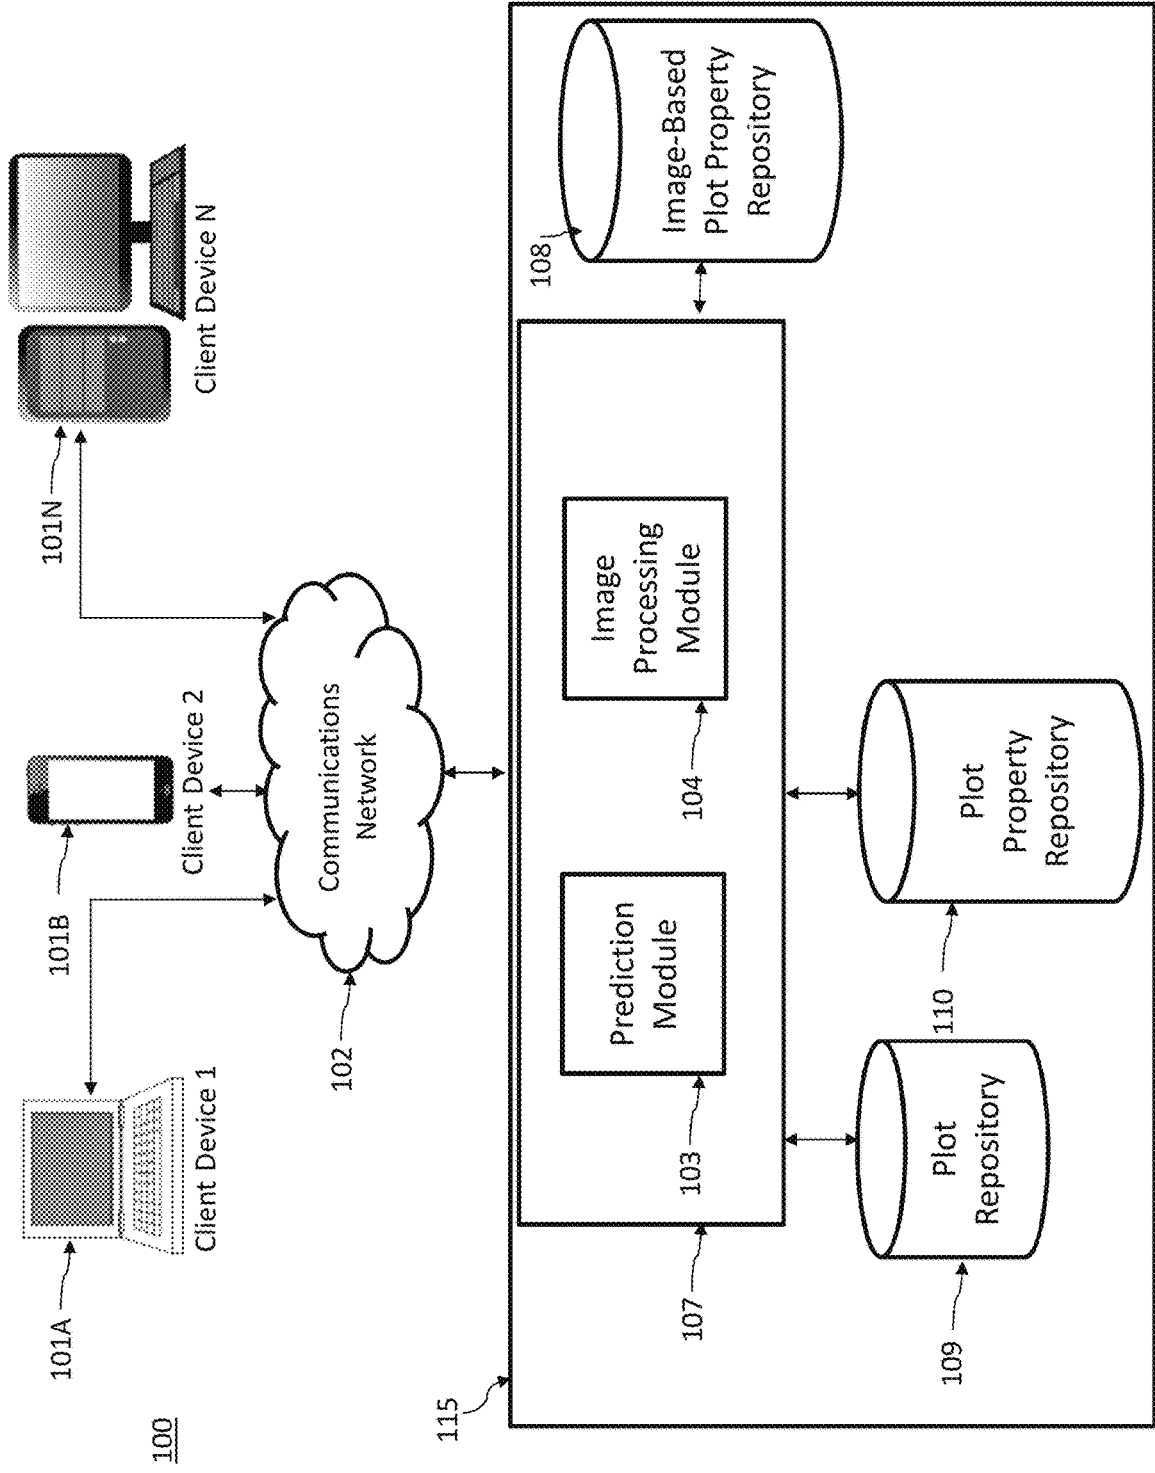 100
101A
Client Device 1
101B
Client Device 2
101N
Client Device N
102
Communications
Network
115
107
103
Prediction
Module
104
Image
Processing
Module
108
Image-Based
Plot Property
Repository
109
Plot
Repository
110
Plot
Property
Repository